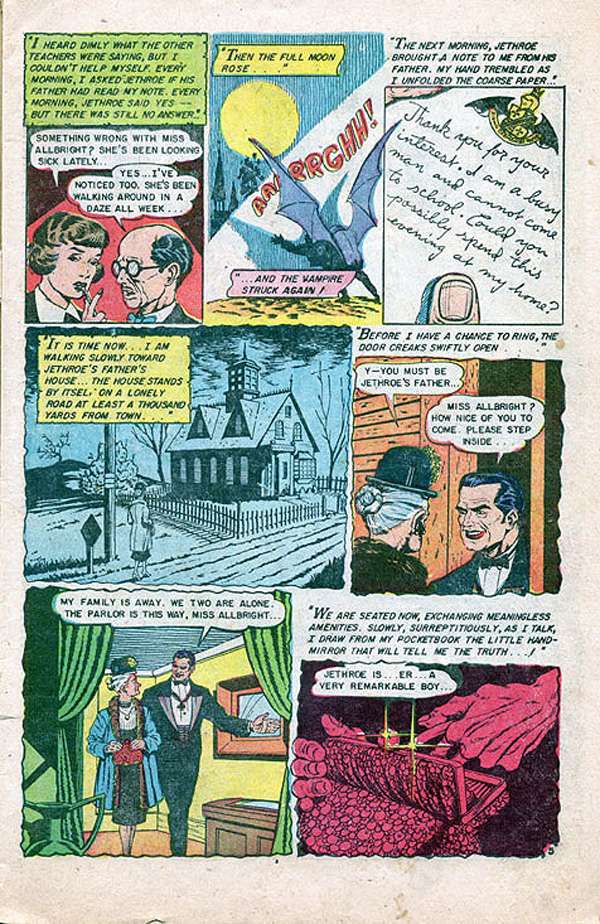 "I HEARD DIMLY WHAT THE OTHER
TEACHERS WERE SAYING, BUT I
COULDN'T HELP MYSELF. EVERY
MORNING, I ASKED JETHROE IF HIS
FATHER HAD READ MY NOTE. EVERY
MORNING, JETHROE SAID YES --
BUT THERE WAS STILL NO ANSWER."
SOMETHING WRONG WITH MISS
ALLBRIGHT? SHE'S BEEN LOOKING
SICK LATELY...
YES...I'VE
NOTICED TOO. SHE'S BEEN
WALKING AROUND IN A
DAZE ALL WEEK...
"THEN THE FULL MOON
ROSE...."
AARRRGHH!
"...AND THE VAMPIRE
STRUCK AGAIN!
"THE NEXT MORNING, JETHROE
BROUGHT A NOTE TO ME FROM HIS
FATHER. MY HAND TREMBLED AS
I UNFOLDED THE COARSE PAPER..."
Thank you for your
interest. I am a busy
man and cannot come
to school. Could you
possibly spend this
evening at my home?
"IT IS TIME NOW... I AM
WALKING SLOWLY TOWARD
JETHROE'S FATHER'S
HOUSE... THE HOUSE STANDS
BY ITSELF, ON A LONELY
ROAD AT LEAST A THOUSAND
YARDS FROM TOWN...."
"BEFORE I HAVE A CHANCE TO RING, THE
DOOR CREAKS SWIFTLY OPEN "
Y-YOU MUST BE
JETHROE'S FATHER...
MISS ALLBRIGHT?
HOW NICE OF YOU TO
COME. PLEASE STEP
INSIDE...
MY FAMILY IS AWAY. WE TWO ARE ALONE.
THE PARLOR IS THIS WAY, MISS ALLBRIGHT...
"WE ARE SEATED NOW, EXCHANGING MEANINGLESS
AMENITIES. SLOWLY, SURREPTITIOUSLY, AS I TALK,
I DRAW FROM MY POCKETBOOK THE LITTLE HAND-
MIRROR THAT WILL TELL ME THE TRUTH...!"
JETHROE IS...ER...A
VERY REMARKABLE BOY...
5